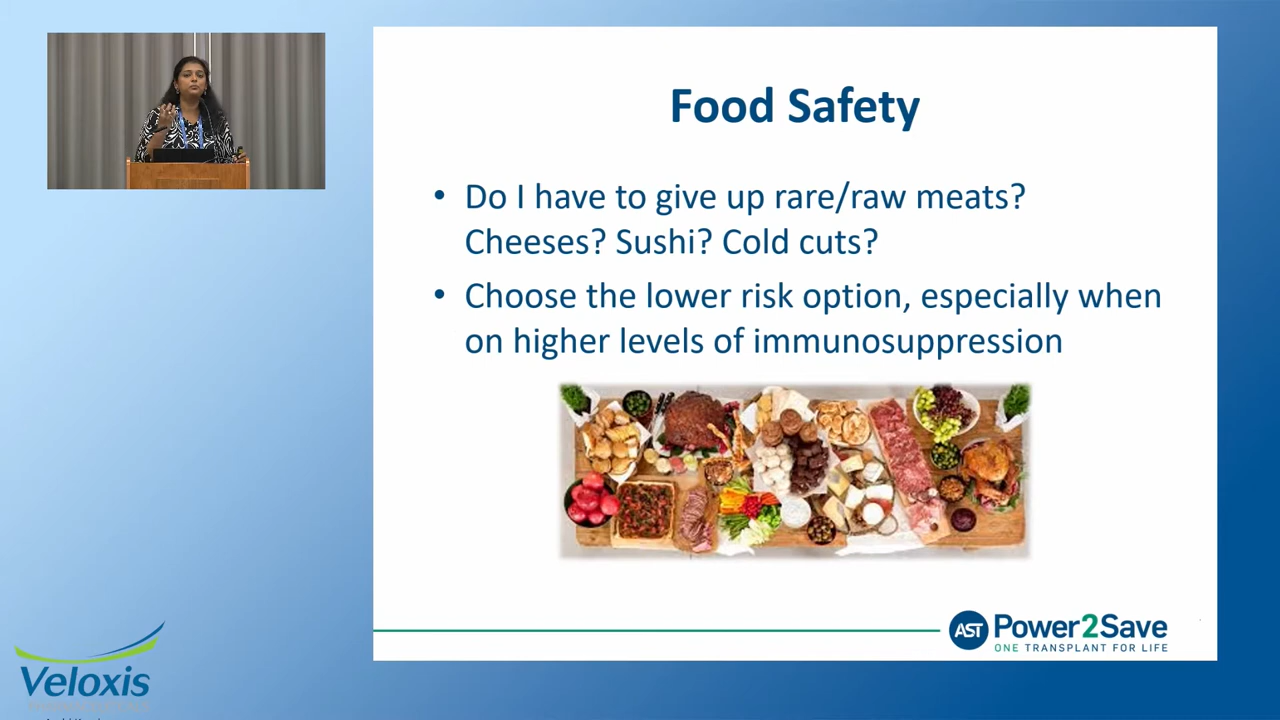 Food Safety
• Do I have to give up rare/raw meats?
Cheeses? Sushi? Cold cuts?
• Choose the lower risk option, especially when
on higher levels of immunosuppression
AST Power2Save
ONE TRANSPLANT FOR LIFE
Veloxis